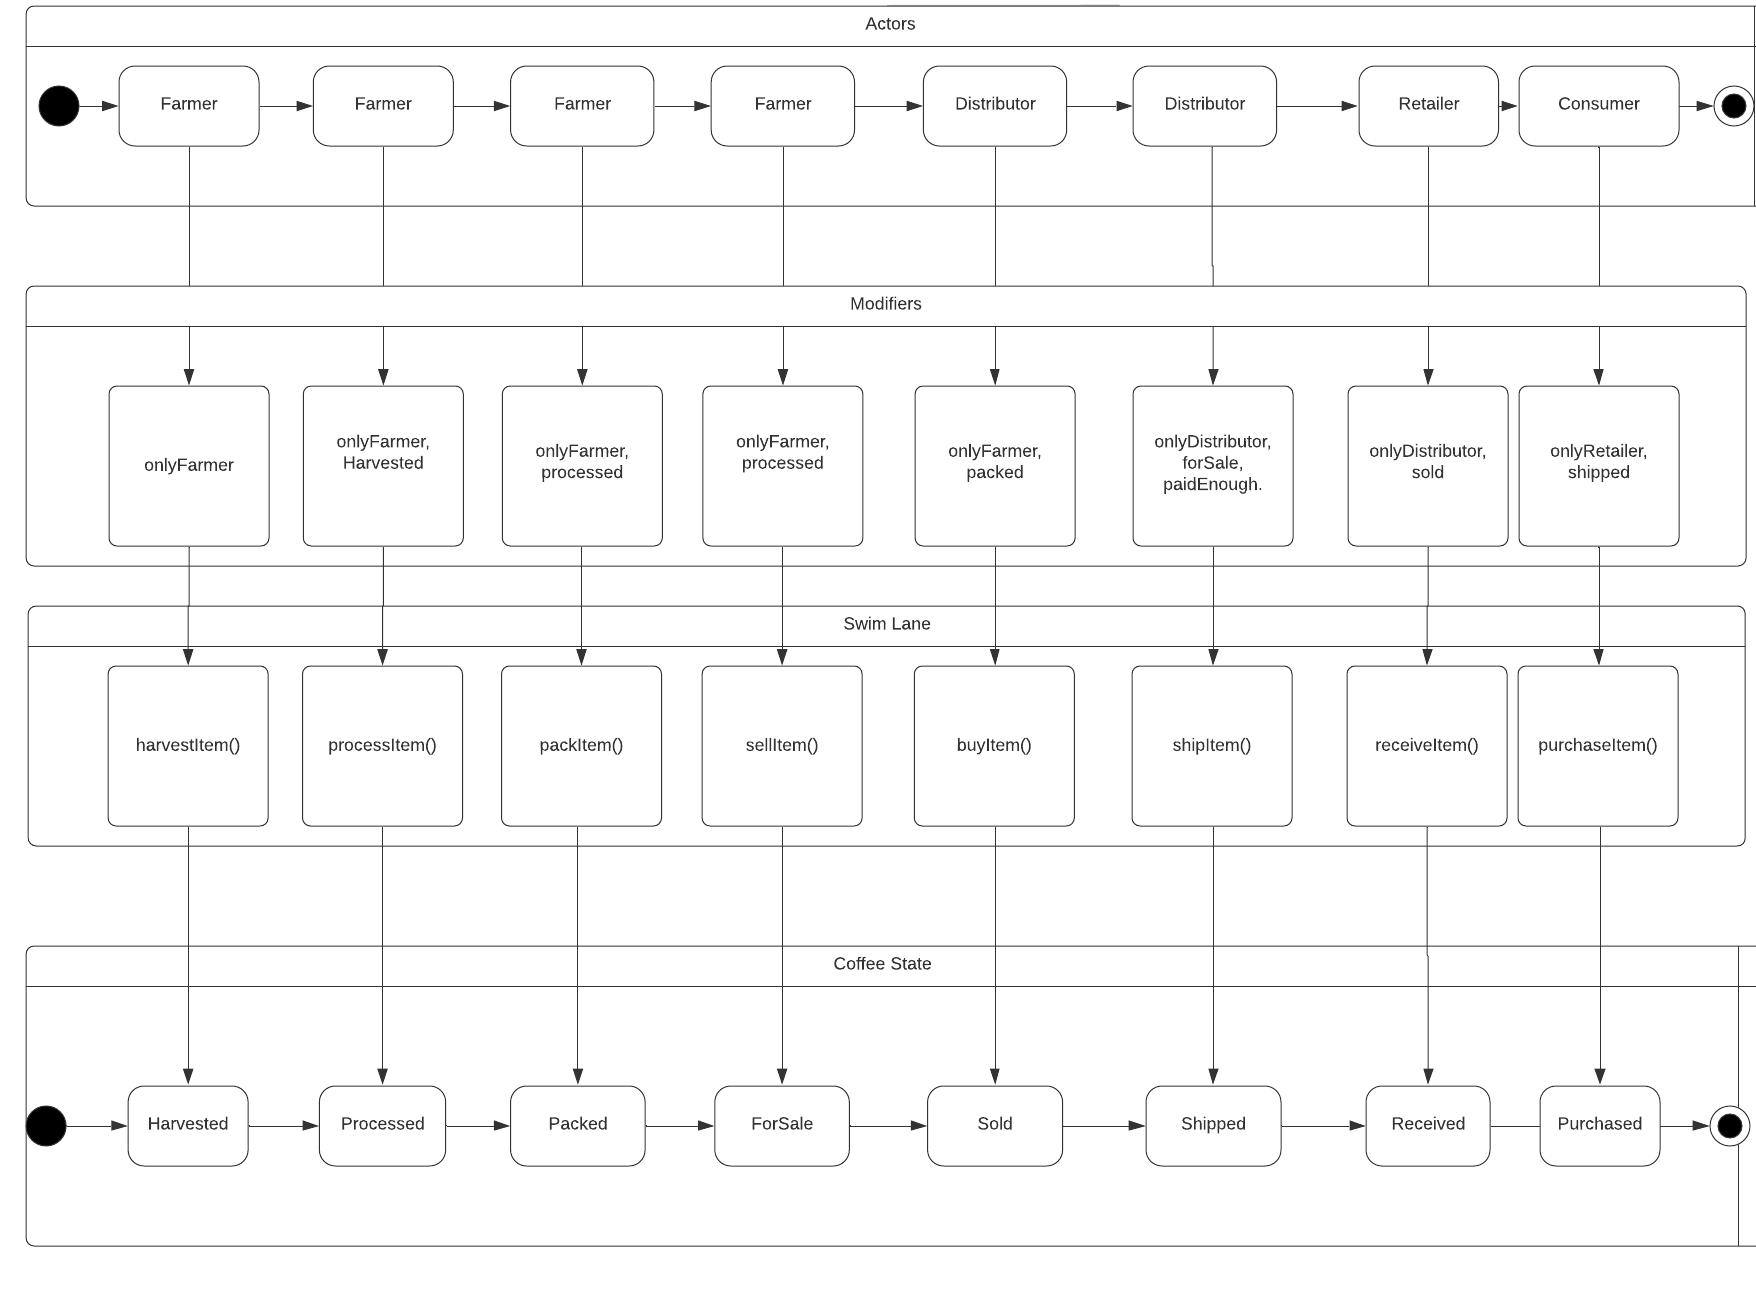 Actors
Farmer
Farmer
Farmer
Farmer
Distributor
Distributor
Retailer
Consumer
Modifiers
onlyFarmer
onlyFarmer,
Harvested
onlyFarmer,
processed
onlyFarmer,
processed
onlyFarmer,
packed
onlyDistributor,
forSale,
paidEnough.
onlyDistributor,
sold
onlyRetailer,
shipped
Swim Lane
harvestItem()
processItem()
packItem()
sellItem()
buyItem()
shipItem()
receiveItem()
purchaseItem()
Coffee State
Harvested
Processed
Packed
ForSale
Sold
Shipped
Received
Purchased